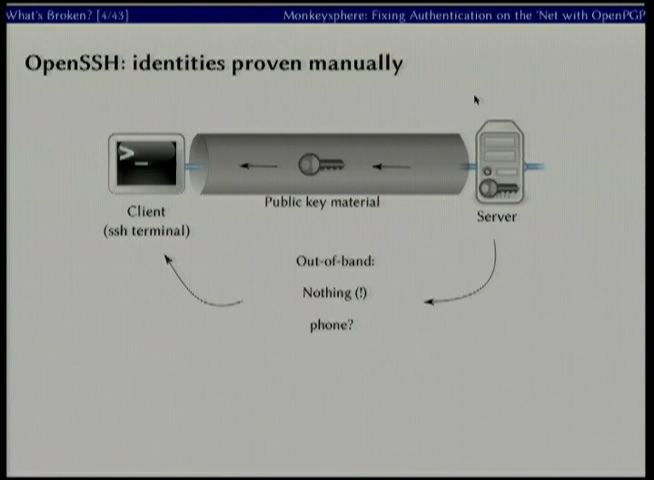 What's Broken? [4/43]
Monkeysphere: Fixing Authentication on the 'Net with OpenPGP
OpenSSH: identities proven manually
>_
Public key material
Client
(ssh terminal)
Server
Out-of-band:
Nothing (!)
phone?